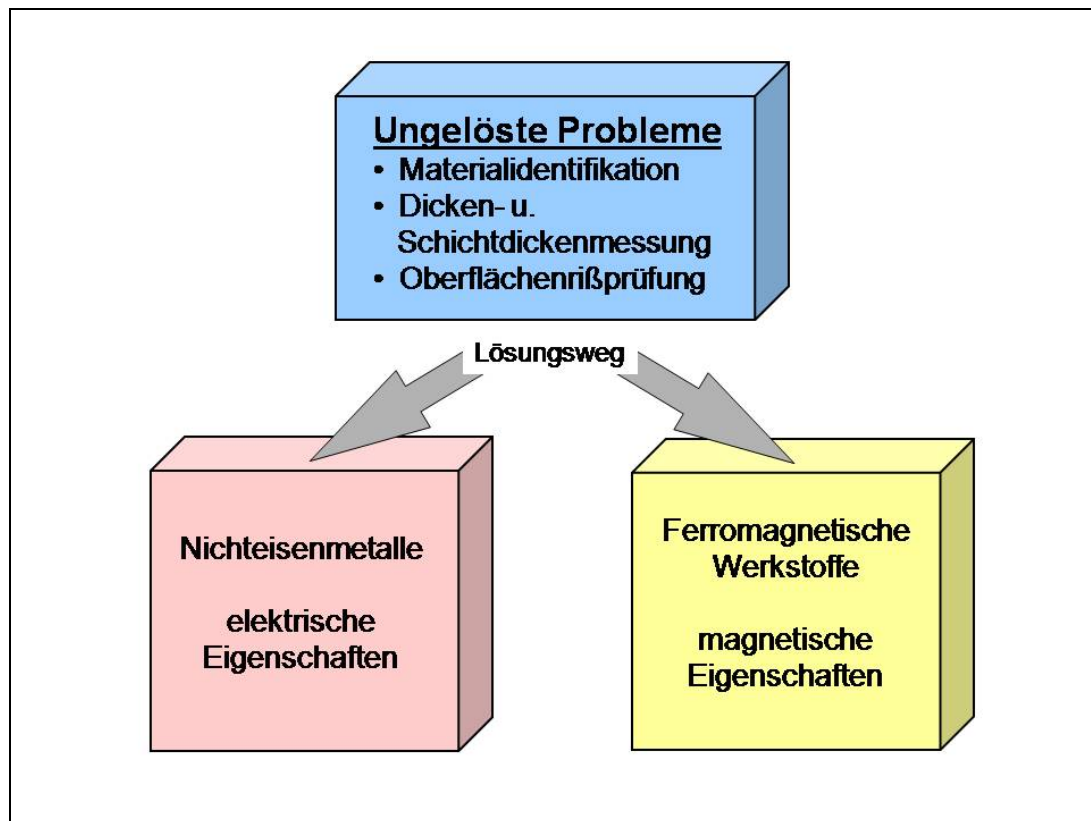 Ungelöste Probleme
• Materialidentifikation
• Dicken- u.
Schichtdickenmessung
• Oberflächenrißprüfung
Lösungsweg
Nichteisenmetalle
elektrische
Eigenschaften
Ferromagnetische
Werkstoffe
magnetische
Eigenschaften